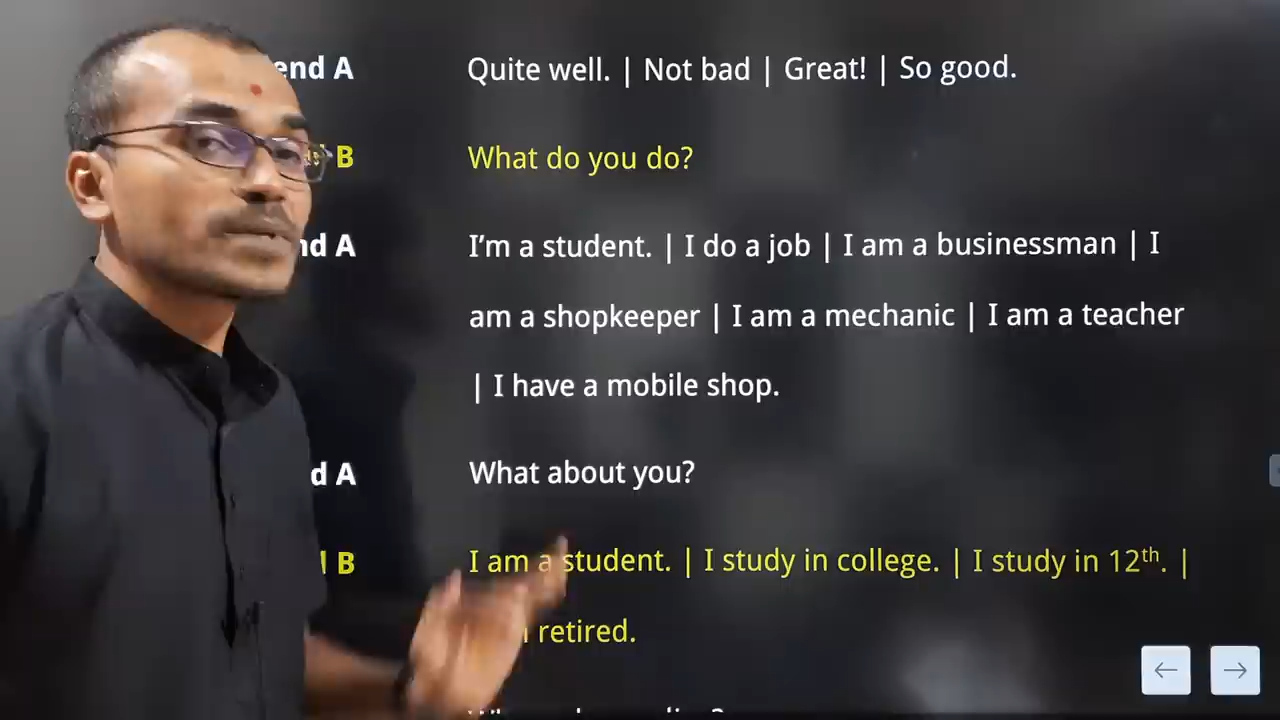 end A Quite well. | Not bad | Great! | So good.
B What do you do?
nd A I’m a student. | I do a job | I am a businessman | I
am a shopkeeper | I am a mechanic | I am a teacher
| I have a mobile shop.
d A What about you?
B I am a student. | I study in college. | I study in 12th. |
retired.